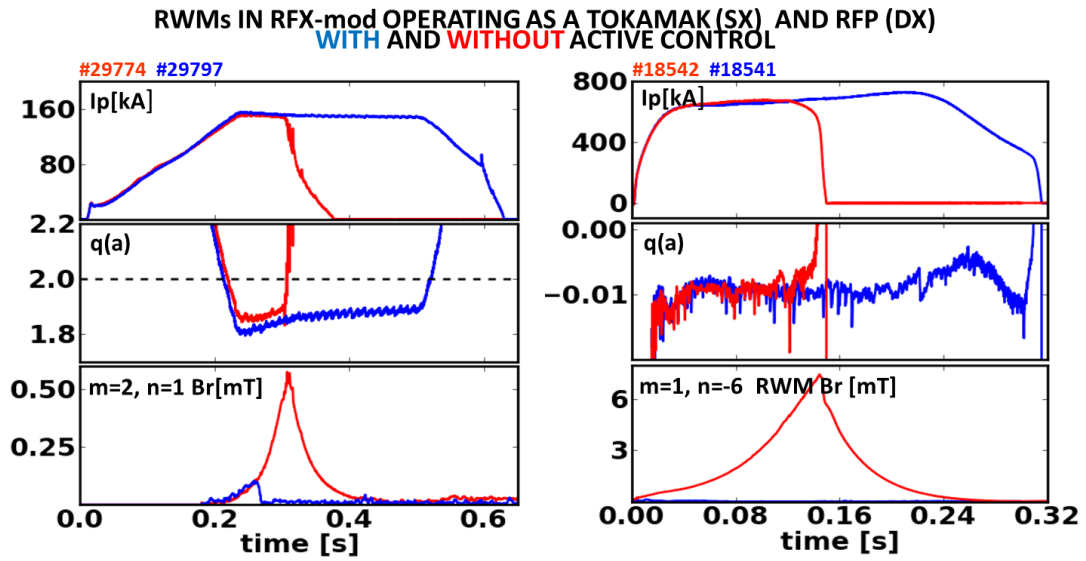 RWMs IN RFX-mod OPERATING AS A TOKAMAK (SX) AND RFP (DX)
WITH AND WITHOUT ACTIVE CONTROL
#29774 #29797
Ip[kA]
160
80
2.2
q(a)
2.0
1.8
m=2, n=1 Br[mT]
0.50
0.25
0.0 0.2 0.4 0.6
time [s]
#18542 #18541
800
Ip[kA]
400
0
0.00
q(a)
−0.01
m=1, n=-6 RWM Br [mT]
6
3
0.00 0.08 0.16 0.24 0.32
time [s]